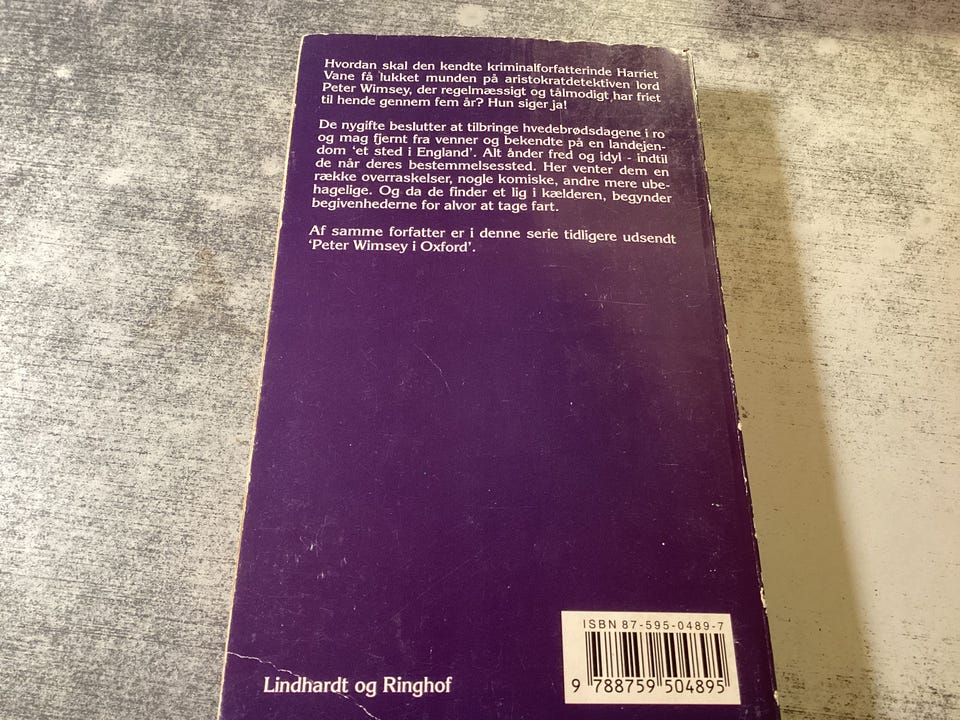 Hvordan skal den kendte kriminalforfatterinde Harriet
Vane få lukket munden på aristokratdetektiven lord
Peter Wimsey, der regelmæssigt og tålmodigt har friet
til hende gennem fem år? Hun siger ja!
De nygifte beslutter at tilbringe hvedebrødsdagene i ro
og mag fjernt fra venner og bekendte på en landejen-
dom 'et sted i England'. Alt ånder fred og idyl - indtil
de når deres bestemmelsessted. Her venter dem en
række overraskelser, nogle komiske, andre mere ube-
hagelige. Og da de finder et lig i kælderen, begynder
begivenhederne for alvor at tage fart.
Af samme forfatter er i denne serie tidligere udsendt
'Peter Wimsey i Oxford'.
Lindhardt og Ringhof
ISBN 87-595-0489-7
9 788759 504895